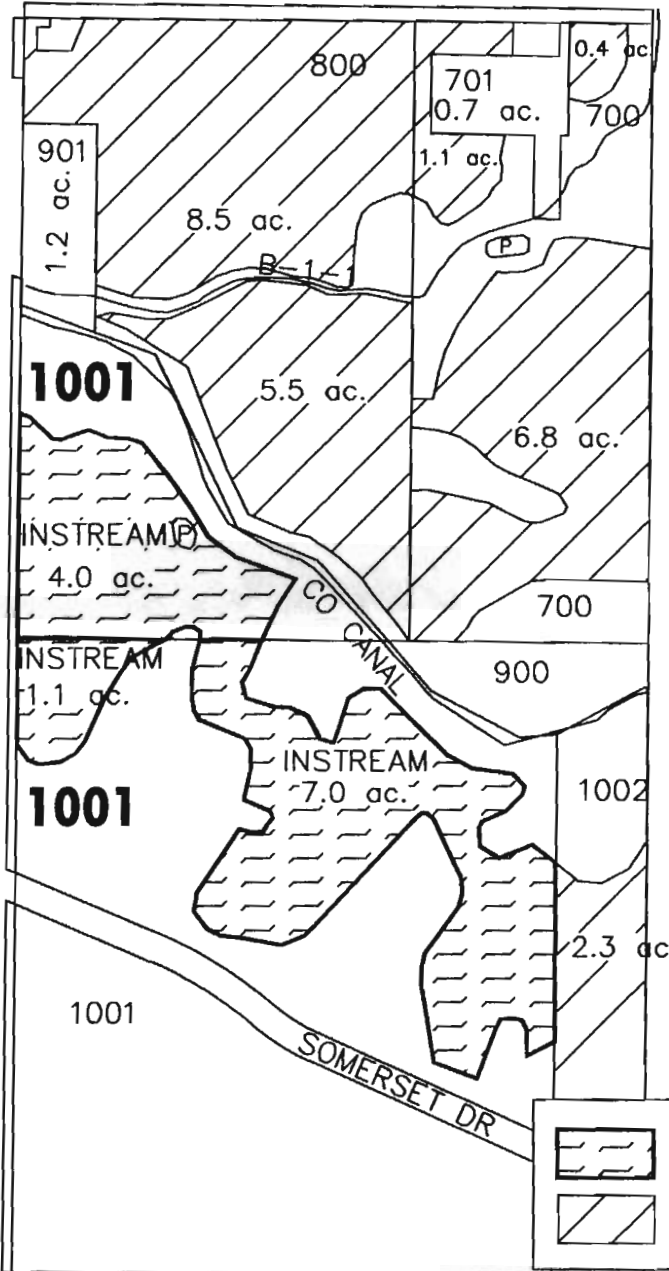 800
0.4 ac.
701
0.7 ac.
700
901
1.2 ac.
1.1 ac.
8.5 ac.
P
B-1-1
1001
5.5 ac.
6.8 ac.
INSTREAM
P
4.0 ac.
CO CANAL
700
INSTREAM
1.1 ac.
900
INSTREAM
7.0 ac.
1002
1001
2.3 ac
1001
SOMERSET DR